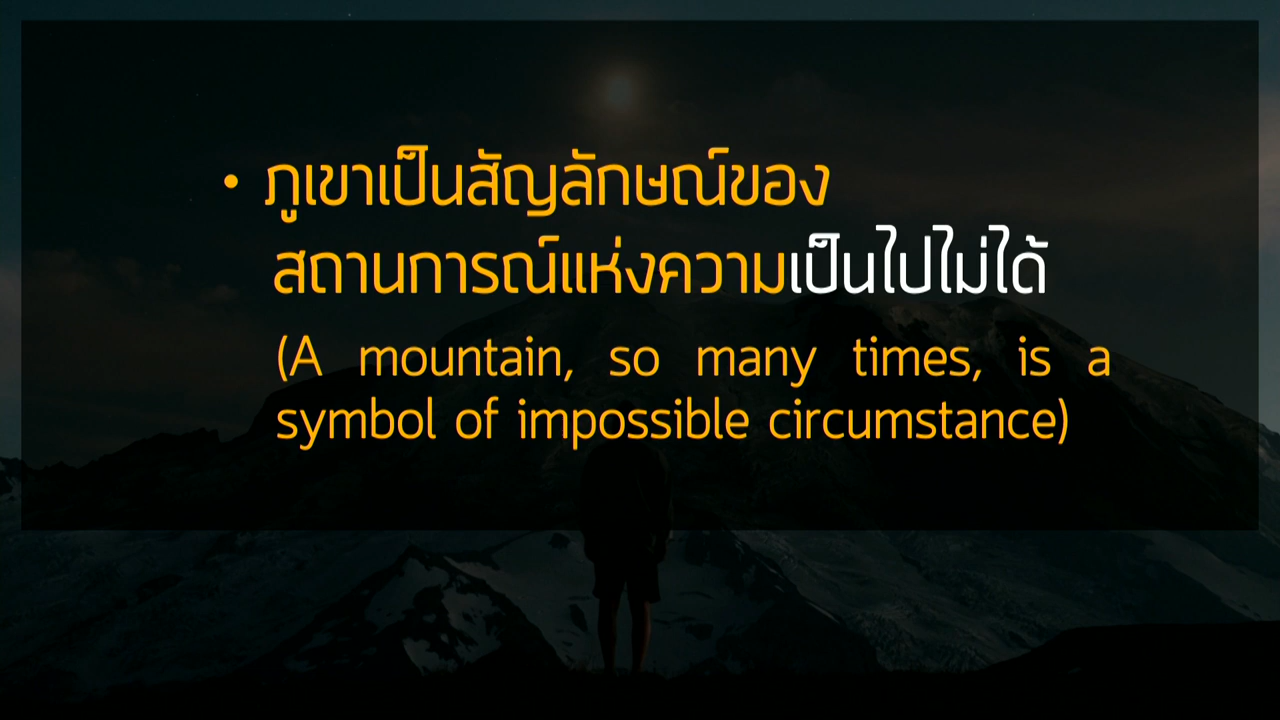 • ภูเขาเป็นสัญลักษณ์ของ
สถานการณ์แห่งความเป็นไปไม่ได้
(A mountain, so many times, is a
symbol of impossible circumstance)